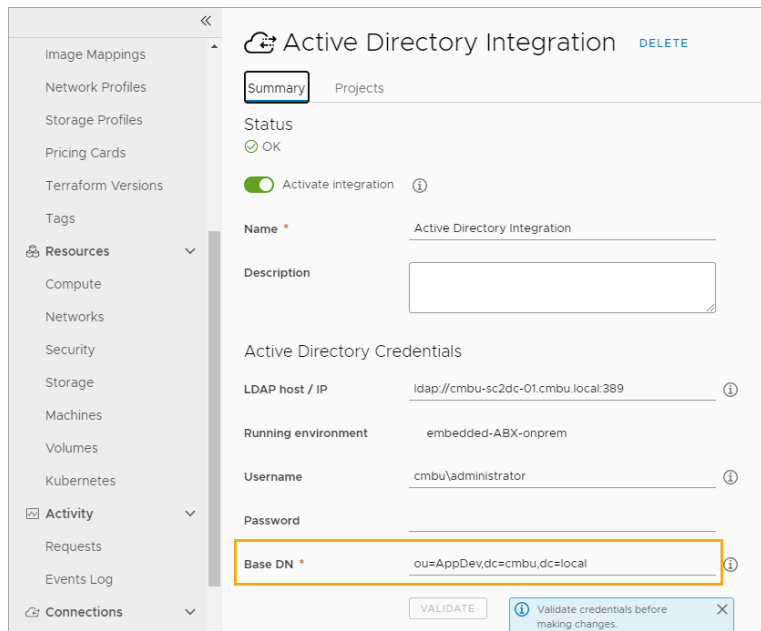 Image Mappings
Network Profiles
Storage Profiles
Pricing Cards
Terraform Versions
Tags
Resources
Compute
Networks
Security
Storage
Machines
Volumes
Kubernetes
Activity
Requests
Events Log
Connections
Active Directory Integration DELETE
Summary Projects
Status
OK
Activate integration
Name * Active Directory Integration
Description
Active Directory Credentials
LDAP host / IP ldap://cmbu-sc2dc-01.cmbu.local:389
Running environment embedded-ABX-onprem
Username cmbu\administrator
Password
Base DN * ou=AppDev,dc=cmbu,dc=local
VALIDATE
Validate credentials before
making changes.